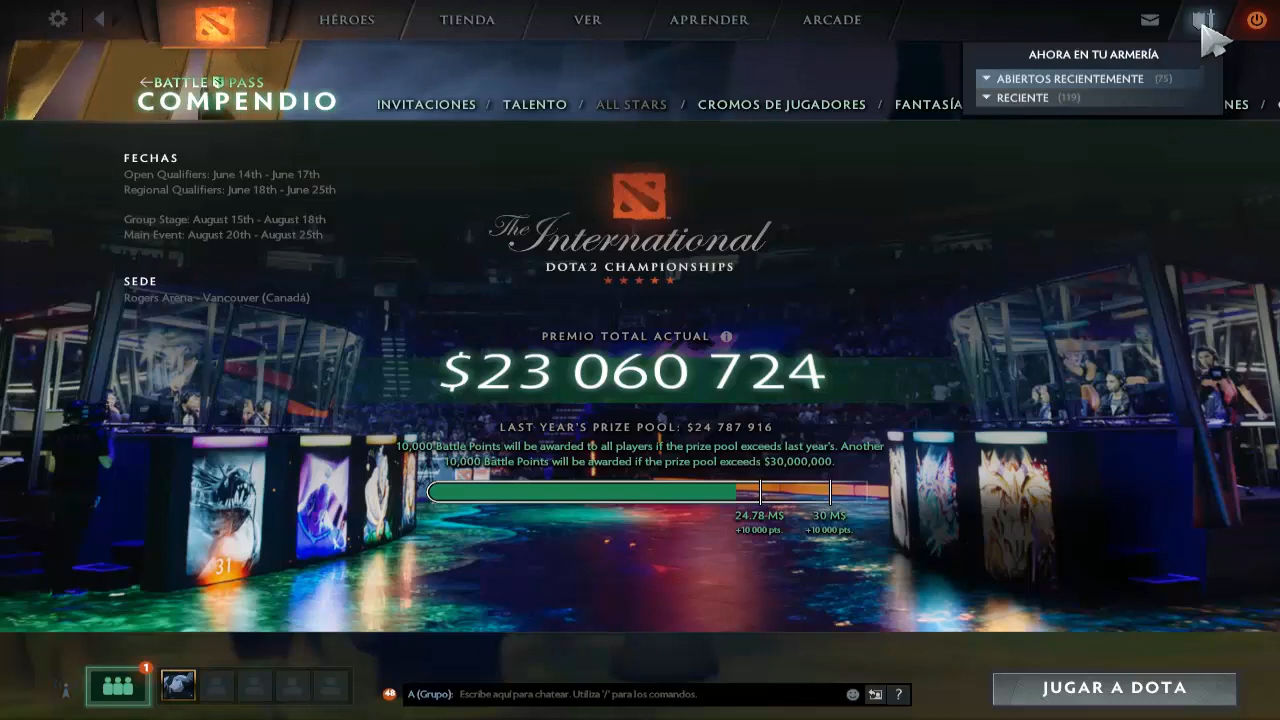 HÉROES
TIENDA
VER
APRENDER
ARCADE
AHORA EN TU ARMERÍA
ABIERTOS RECIENTEMENTE (75)
RECIENTE (119)
←BATTLE PASS
COMPENDIO
INVITACIONES / TALENTO / ALL STARS / CROMOS DE JUGADORES / FANTASÍA
NES /
FECHAS
Open Qualifiers: June 14th - June 17th
Regional Qualifiers: June 18th - June 25th
Group Stage: August 15th - August 18th
Main Event: August 20th - August 25th
SEDE
Rogers Arena - Vancouver (Canadá)
The International
DOTA 2 CHAMPIONSHIPS
PREMIO TOTAL ACTUAL
$23 060 724
LAST YEAR'S PRIZE POOL: $24 787 916
10,000 Battle Points will be awarded to all players if the prize pool exceeds last year's. Another
10,000 Battle Points will be awarded if the prize pool exceeds $30,000,000.
24.78 M$
+10 000 pts.
30 M$
+10 000 pts.
31
1
48
A (Grupo): Escribe aquí para chatear. Utiliza '/' para los comandos.
?
JUGAR A DOTA